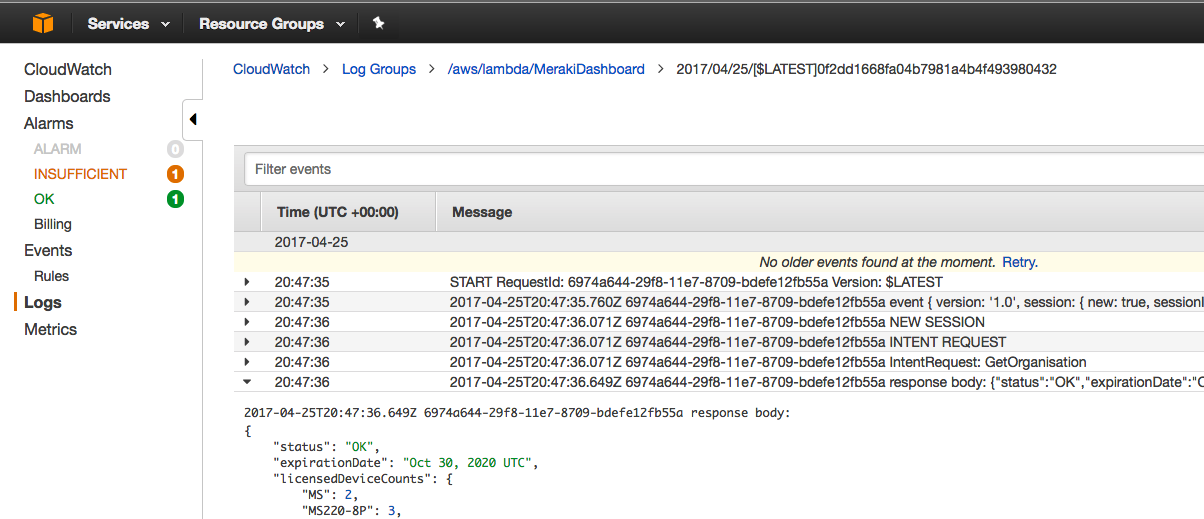 Services Resource Groups
CloudWatch
Dashboards
Alarms
ALARM 0
INSUFFICIENT 1
OK 1
Billing
Events
Rules
Logs
Metrics
CloudWatch > Log Groups > /aws/lambda/MerakiDashboard > 2017/04/25/[$LATEST]0f2dd1668fa04b7981a4b4f493980432
Filter events
Time (UTC +00:00) Message
2017-04-25
No older events found at the moment. Retry.
20:47:35 START RequestId: 6974a644-29f8-11e7-8709-bdefe12fb55a Version: $LATEST
20:47:35 2017-04-25T20:47:35.760Z 6974a644-29f8-11e7-8709-bdefe12fb55a event { version: '1.0', session: { new: true, sessionI
20:47:36 2017-04-25T20:47:36.071Z 6974a644-29f8-11e7-8709-bdefe12fb55a NEW SESSION
20:47:36 2017-04-25T20:47:36.071Z 6974a644-29f8-11e7-8709-bdefe12fb55a INTENT REQUEST
20:47:36 2017-04-25T20:47:36.071Z 6974a644-29f8-11e7-8709-bdefe12fb55a IntentRequest: GetOrganisation
20:47:36 2017-04-25T20:47:36.649Z 6974a644-29f8-11e7-8709-bdefe12fb55a response body: {"status":"OK","expirationDate":"O
2017-04-25T20:47:36.649Z 6974a644-29f8-11e7-8709-bdefe12fb55a response body:
{
"status": "OK",
"expirationDate": "Oct 30, 2020 UTC",
"licensedDeviceCounts": {
"MS": 2,
"MS220-8P": 3,